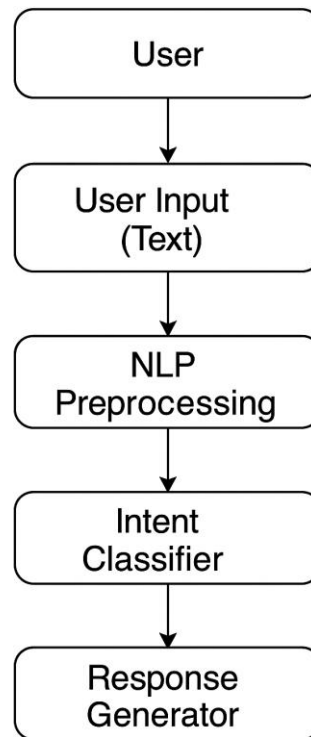 User
User Input
(Text)
NLP
Preprocessing
Intent
Classifier
Response
Generator